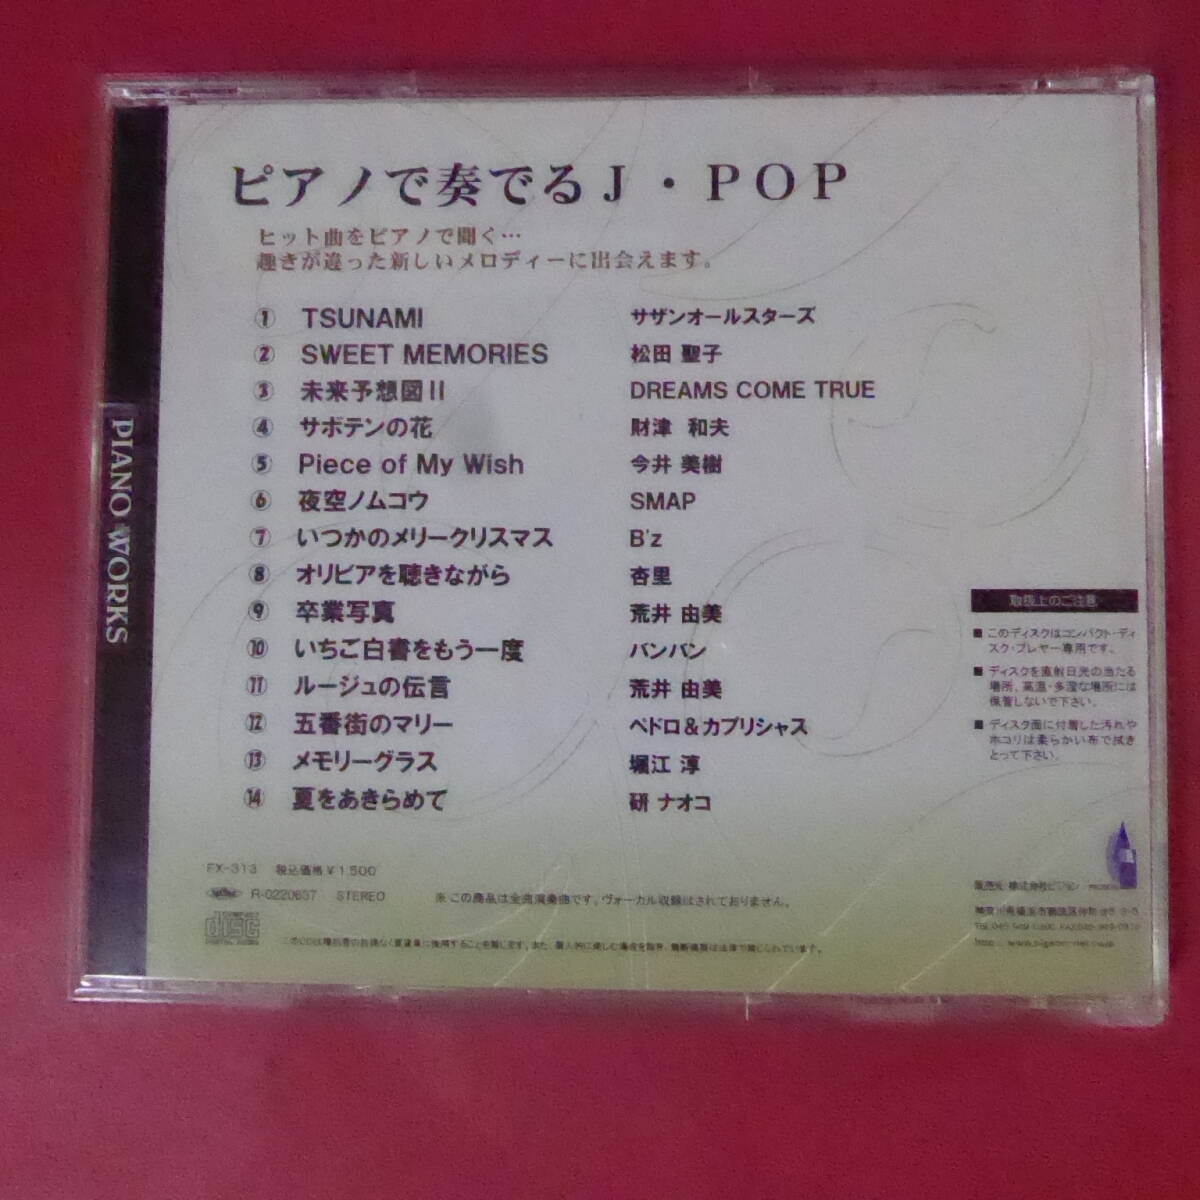 ピアノで奏でるJ・POP
ヒット曲をピアノで聞く…
趣きが違った新しいメロディーに出会えます。
① TSUNAMI サザンオールスターズ
② SWEET MEMORIES 松田 聖子
③ 未来予想図II DREAMS COME TRUE
④ サボテンの花 財津 和夫
⑤ Piece of My Wish 今井 美樹
⑥ 夜空ノムコウ SMAP
⑦ いつかのメリークリスマス B'z
⑧ オリビアを聴きながら 杏里
⑨ 卒業写真 荒井 由美
⑩ いちご白書をもう一度 バンバン
⑪ ルージュの伝言 荒井 由美
⑫ 五番街のマリー ペドロ&カプリシャス
⑬ メモリーグラス 堀江 淳
⑭ 夏をあきらめて 研 ナオコ
PIANO WORKS
取扱上のご注意
■ このディスクはコンパクト・ディ
スク・プレヤー専用です。
■ ディスクを直射日光の当たる
場所、高温・多湿な場所には
保管しないで下さい。
■ ディスク面に付着した汚れや
ホコリは柔らかい布で拭き
とって下さい。
EX-313 税込価格¥1,500
R-0220657 STEREO
※この商品は全曲演奏曲です。ヴォーカル収録はされておりません。
disc
DIGITAL AUDIO
販売元 株式会社ピジョン